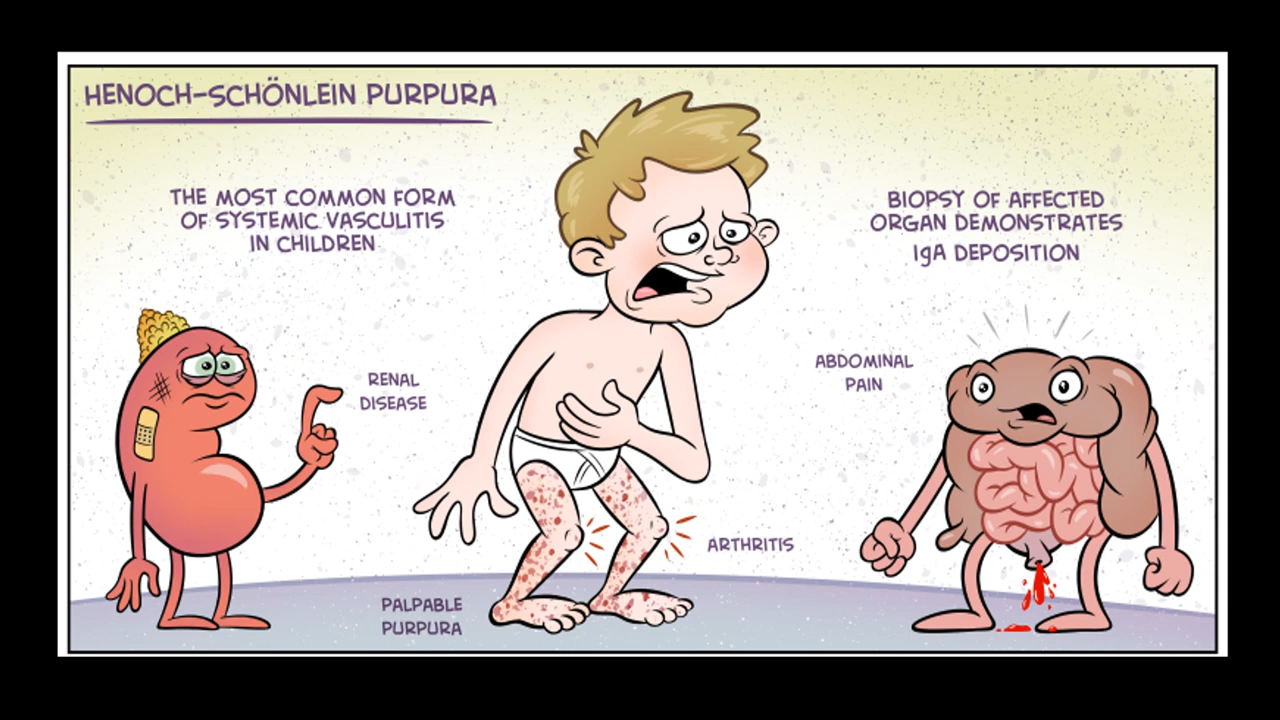 HENOCH-SCHÖNLEIN PURPURA
THE MOST COMMON FORM
OF SYSTEMIC VASCULITIS
IN CHILDREN
BIOPSY OF AFFECTED
ORGAN DEMONSTRATES
IgA DEPOSITION
RENAL
DISEASE
ABDOMINAL
PAIN
ARTHRITIS
PALPABLE
PURPURA